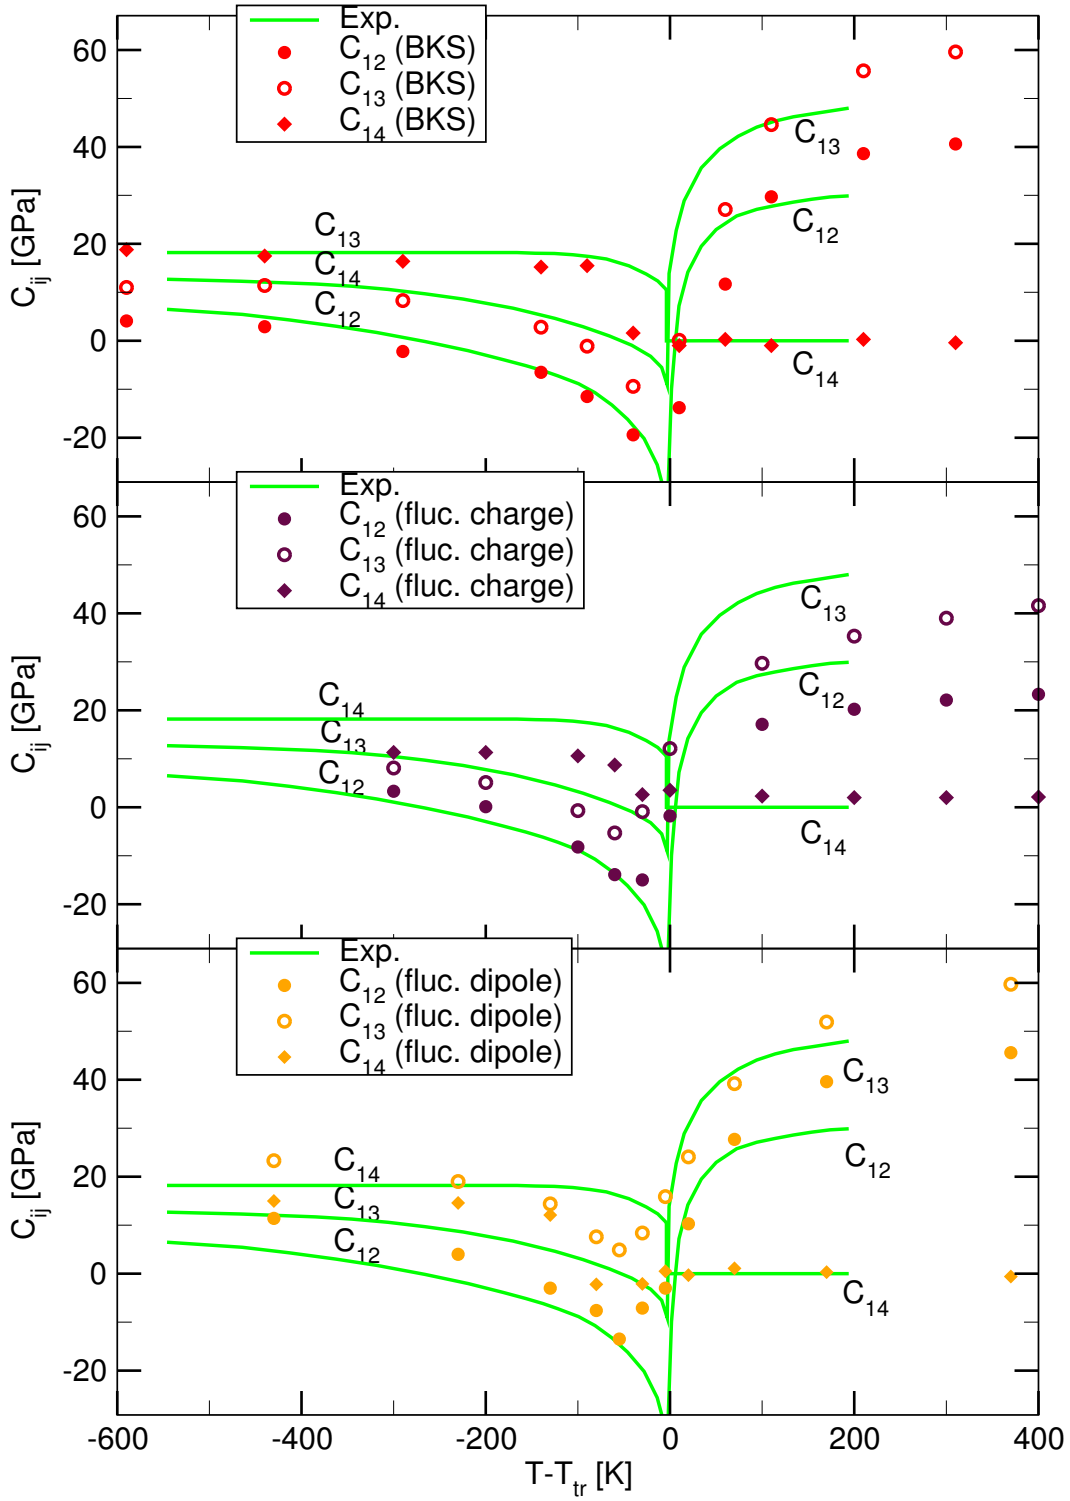 Exp.
C12 (BKS)
C13 (BKS)
C14 (BKS)
60
40
20
0
-20
Cij [GPa]
C13
C14
C12
C13
C12
C14
Exp.
C12 (fluc. charge)
C13 (fluc. charge)
C14 (fluc. charge)
60
40
20
0
-20
Cij [GPa]
C14
C13
C12
C13
C12
C14
Exp.
C12 (fluc. dipole)
C13 (fluc. dipole)
C14 (fluc. dipole)
60
40
20
0
-20
Cij [GPa]
C14
C13
C12
C13
C12
C14
-600 -400 -200 0 200 400
T-Ttr [K]